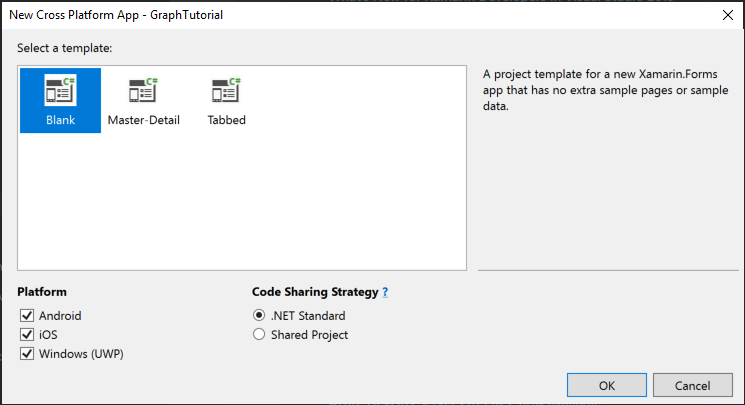 New Cross Platform App - GraphTutorial
Select a template:
C# C# C#
Blank Master-Detail Tabbed
A project template for a new Xamarin.Forms
app that has no extra sample pages or sample
data.
Platform
Android
iOS
Windows (UWP)
Code Sharing Strategy ?
.NET Standard
Shared Project
OK Cancel